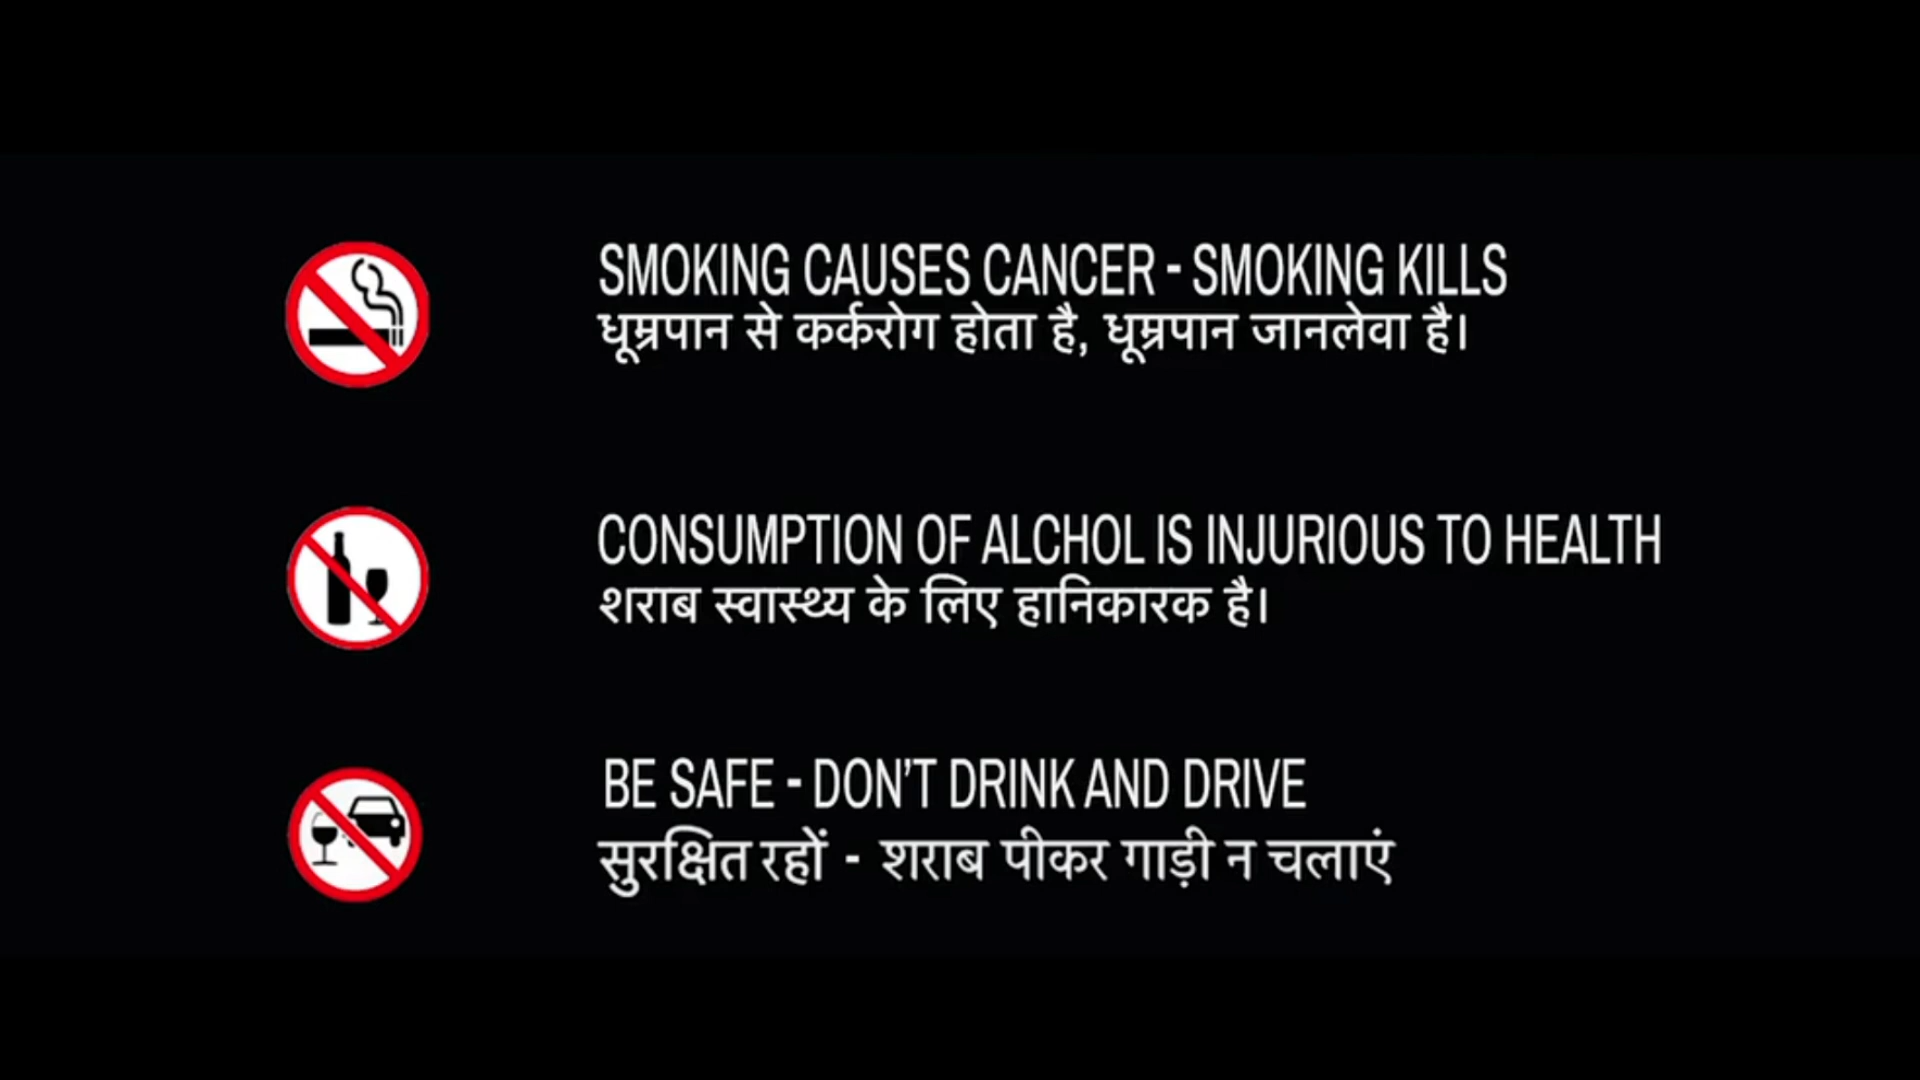 SMOKING CAUSES CANCER - SMOKING KILLS
धूम्रपान से कर्करोग होता है, धूम्रपान जानलेवा है।
CONSUMPTION OF ALCHOL IS INJURIOUS TO HEALTH
शराब स्वास्थ्य के लिए हानिकारक है।
BE SAFE - DON'T DRINK AND DRIVE
सुरक्षित रहों - शराब पीकर गाड़ी न चलाएं